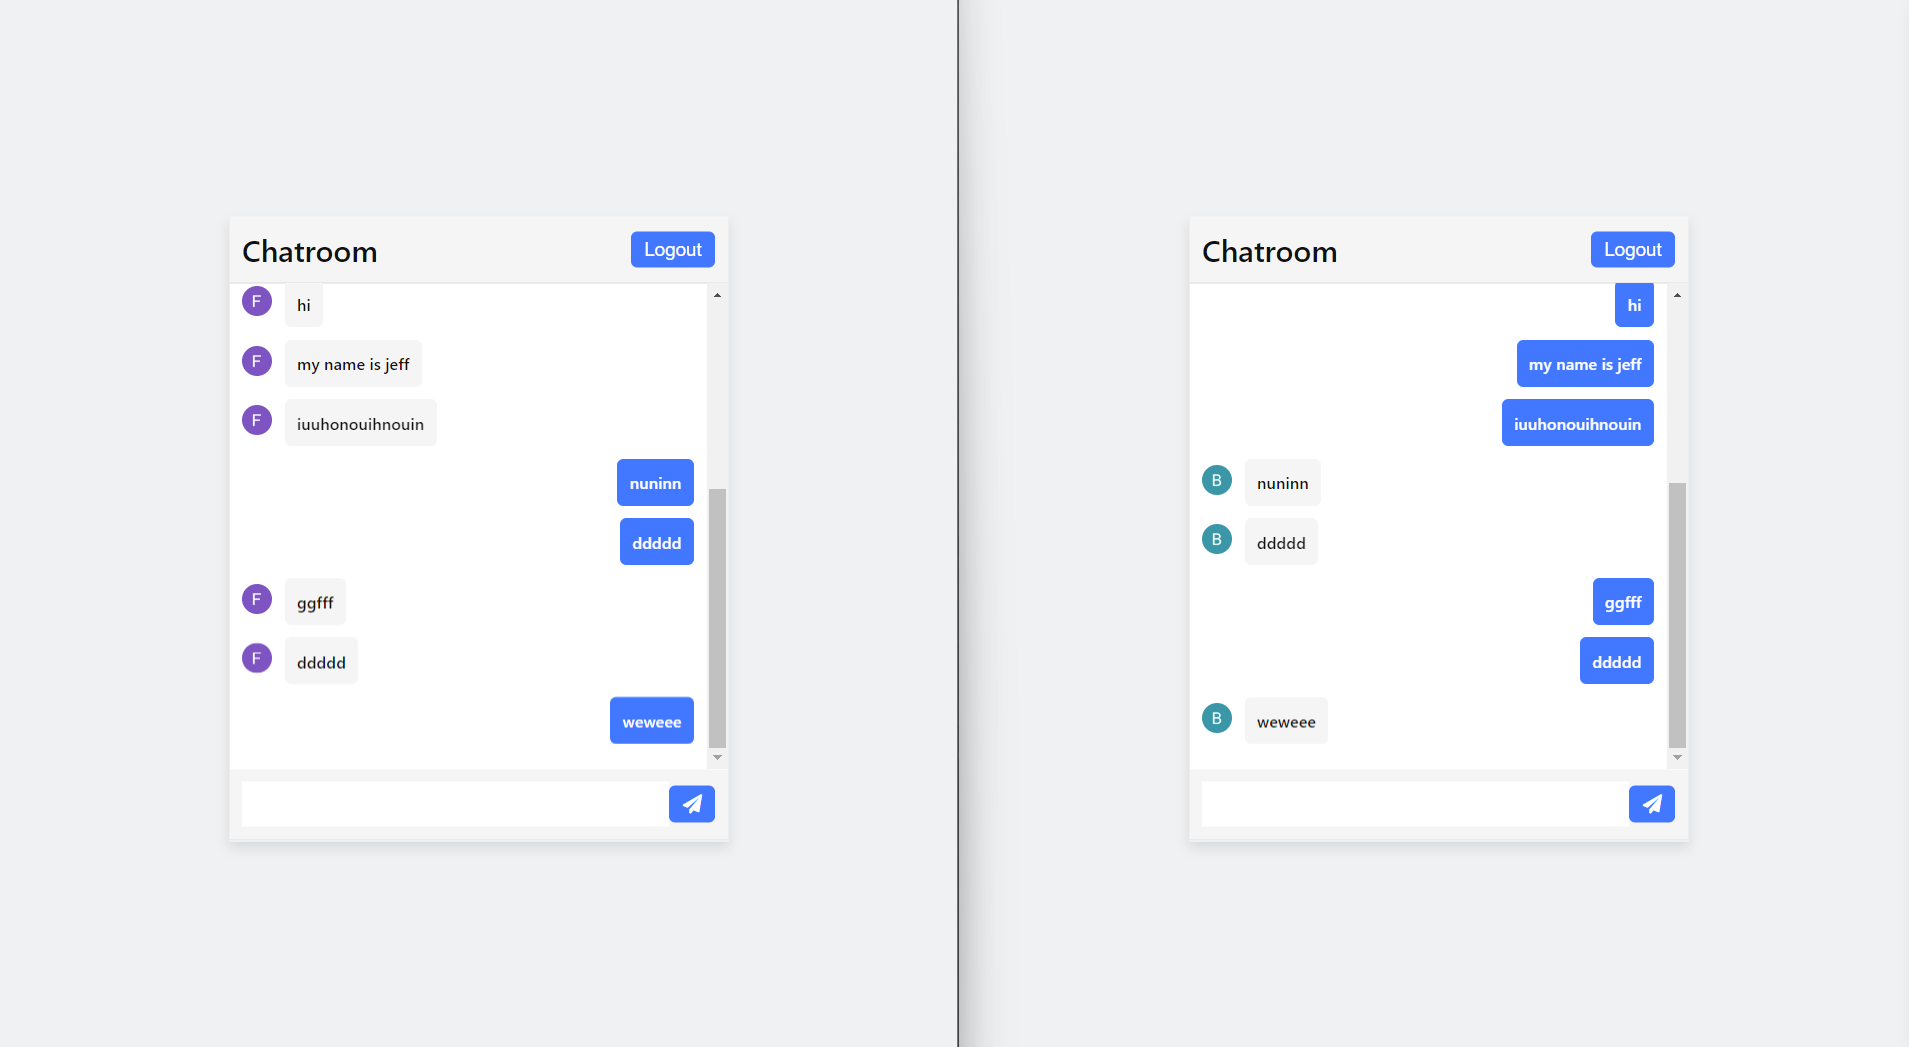 Chatroom
Logout
F
hi
F
my name is jeff
F
iuuhonouihnouin
nuninn
ddddd
F
ggfff
F
ddddd
weweee
Chatroom
Logout
hi
my name is jeff
iuuhonouihnouin
B
nuninn
B
ddddd
ggfff
ddddd
B
weweee